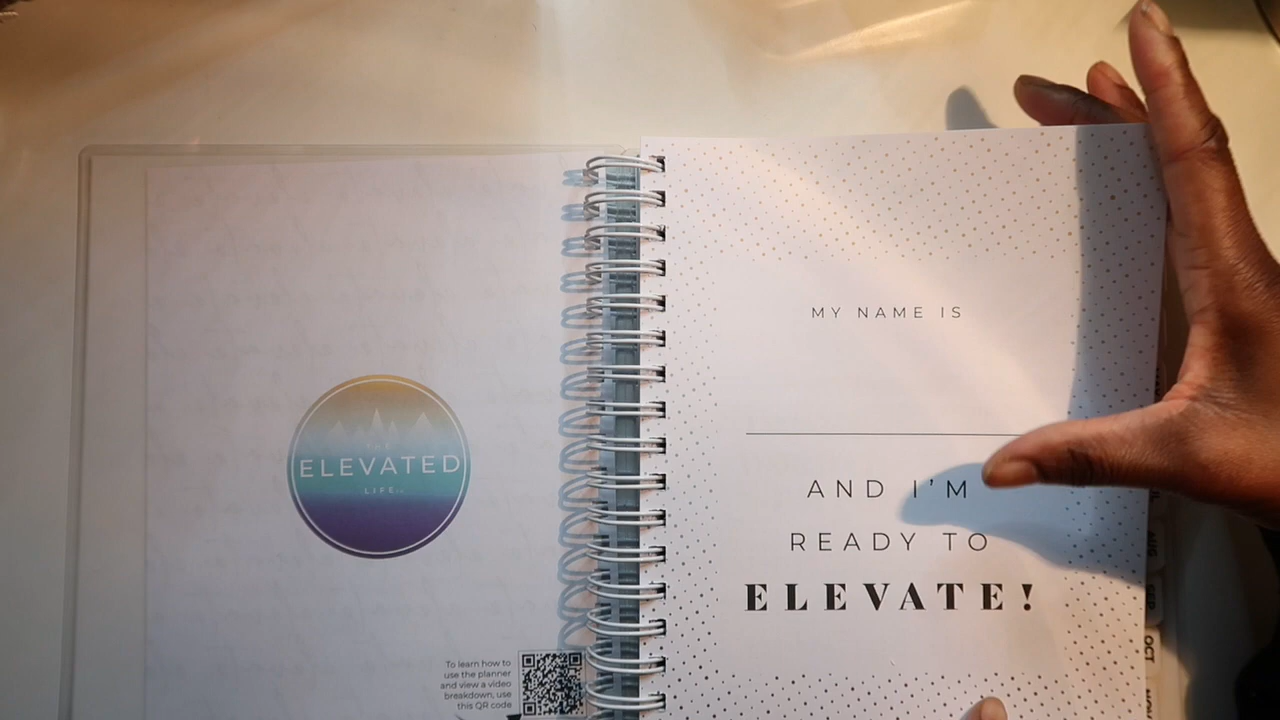 THE
ELEVATED
LIFE
To learn how to
use the planner
and view a video
breakdown, use
this QR code
MY NAME IS
AND I'M
READY TO
ELEVATE!
AUG
SEP
OCT